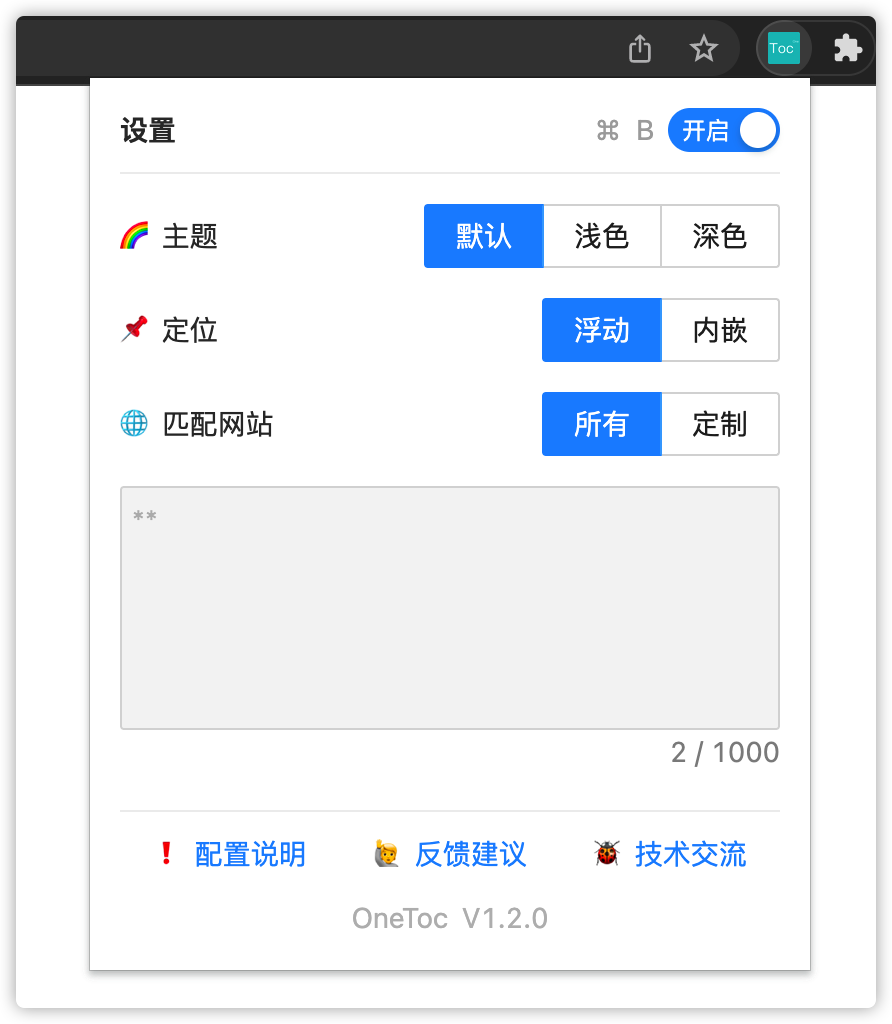 Toc
设置 ⌘ B 开启
主题 默认 浅色 深色
定位 浮动 内嵌
匹配网站 所有 定制
**
2 / 1000
配置说明 反馈建议 技术交流
OneToc V1.2.0